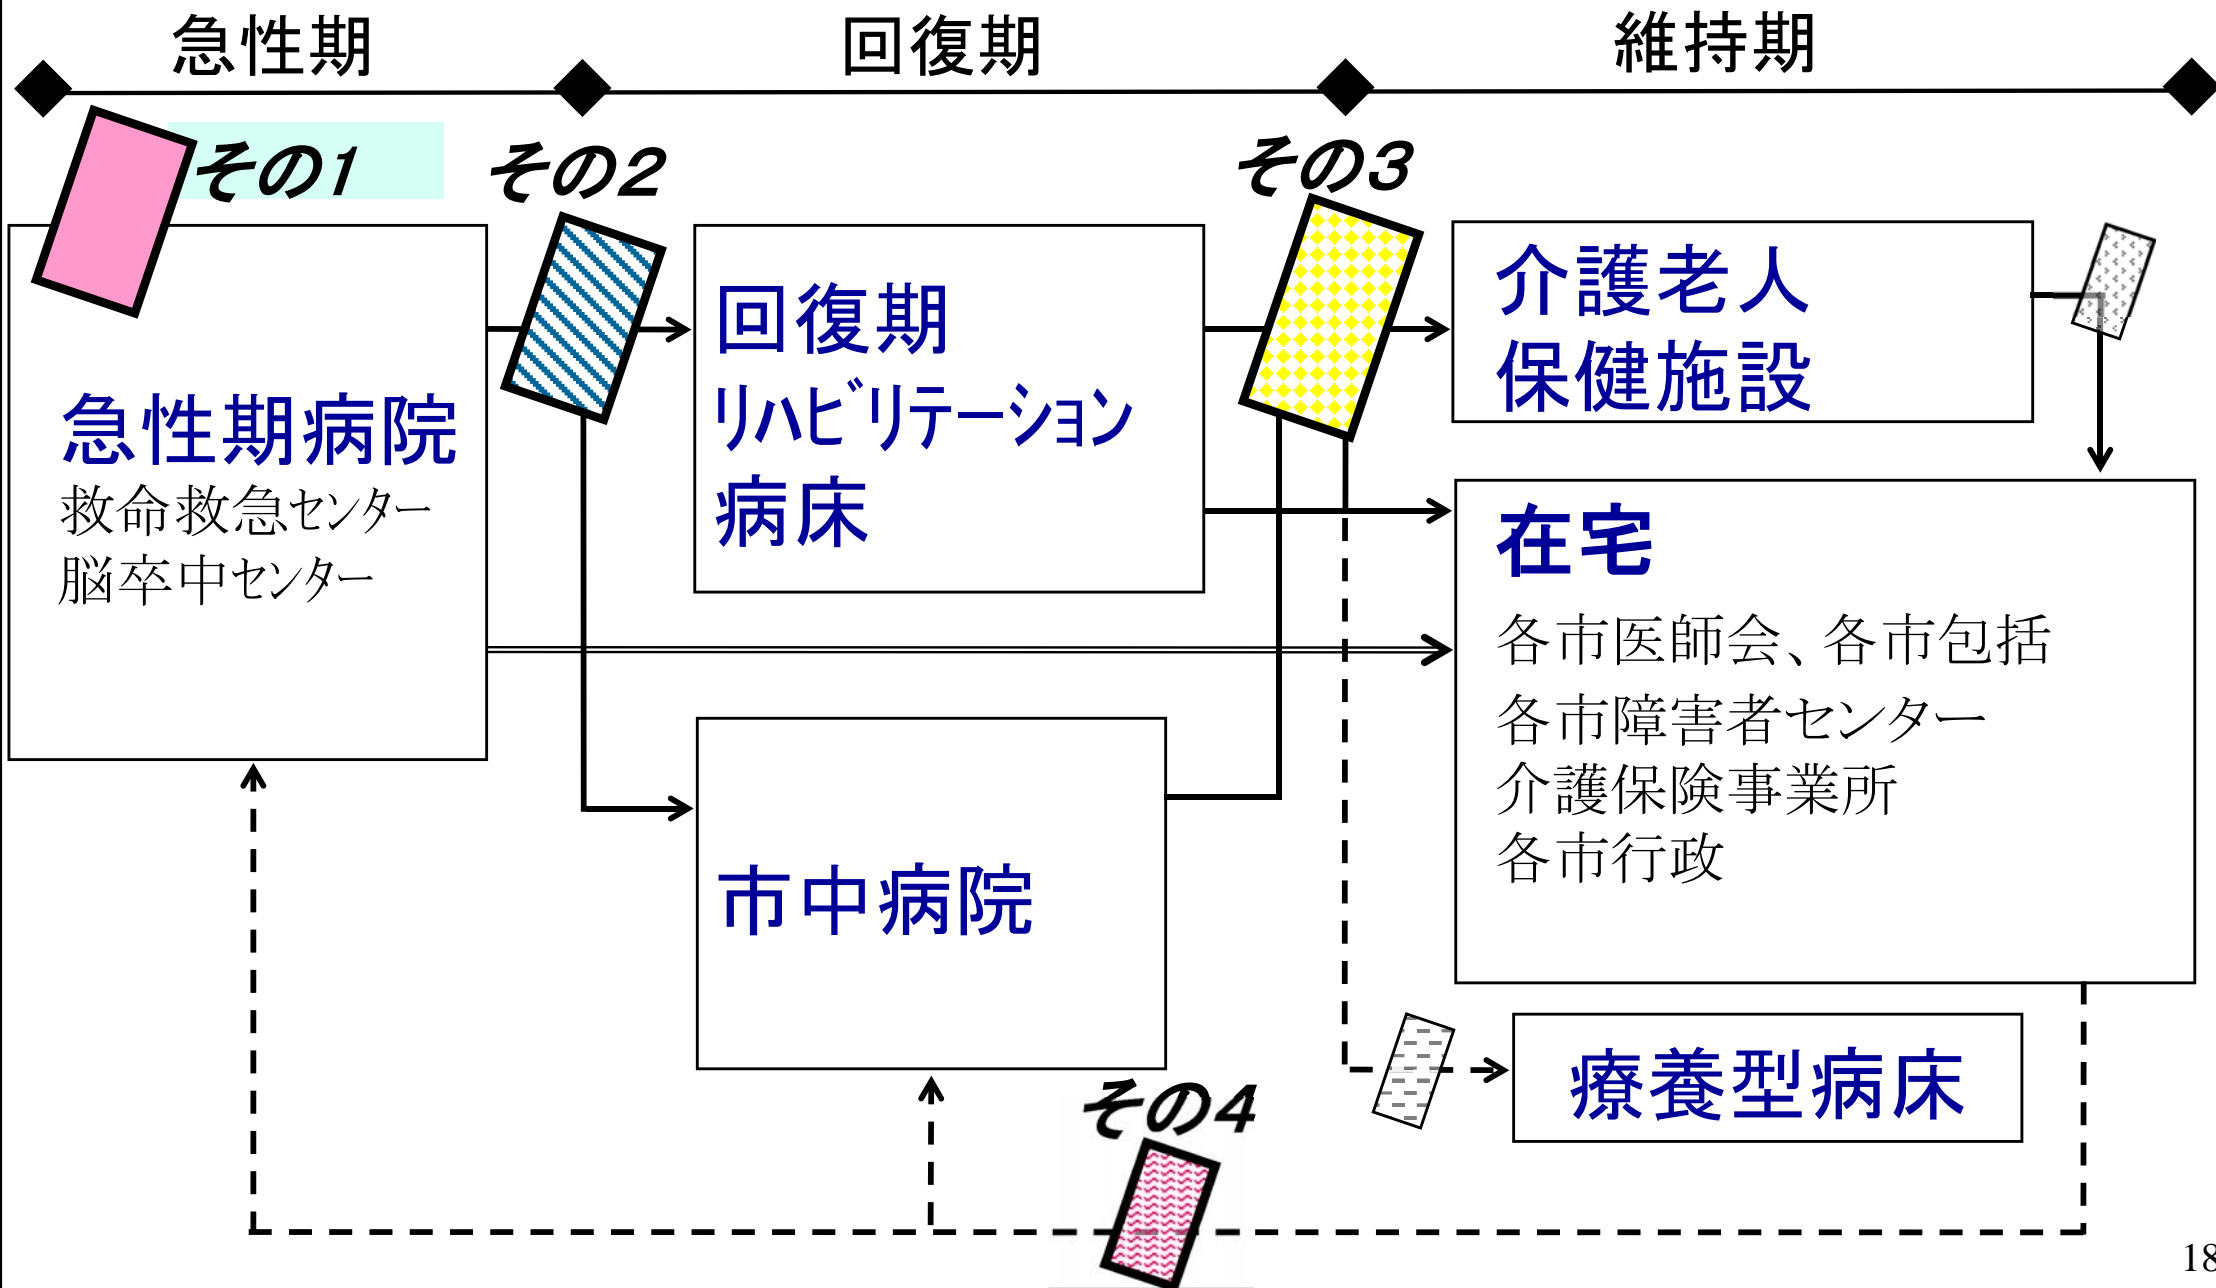 急性期
回復期
維持期
その1
その2
その3
急性期病院
救命救急ｾﾝﾀｰ
脳卒中ｾﾝﾀｰ
回復期
ﾘﾊﾋﾞﾘﾃｰｼｮﾝ
病床
市中病院
介護老人
保健施設
在宅
各市医師会、各市包括
各市障害者センター
介護保険事業所
各市行政
療養型病床
その4
18